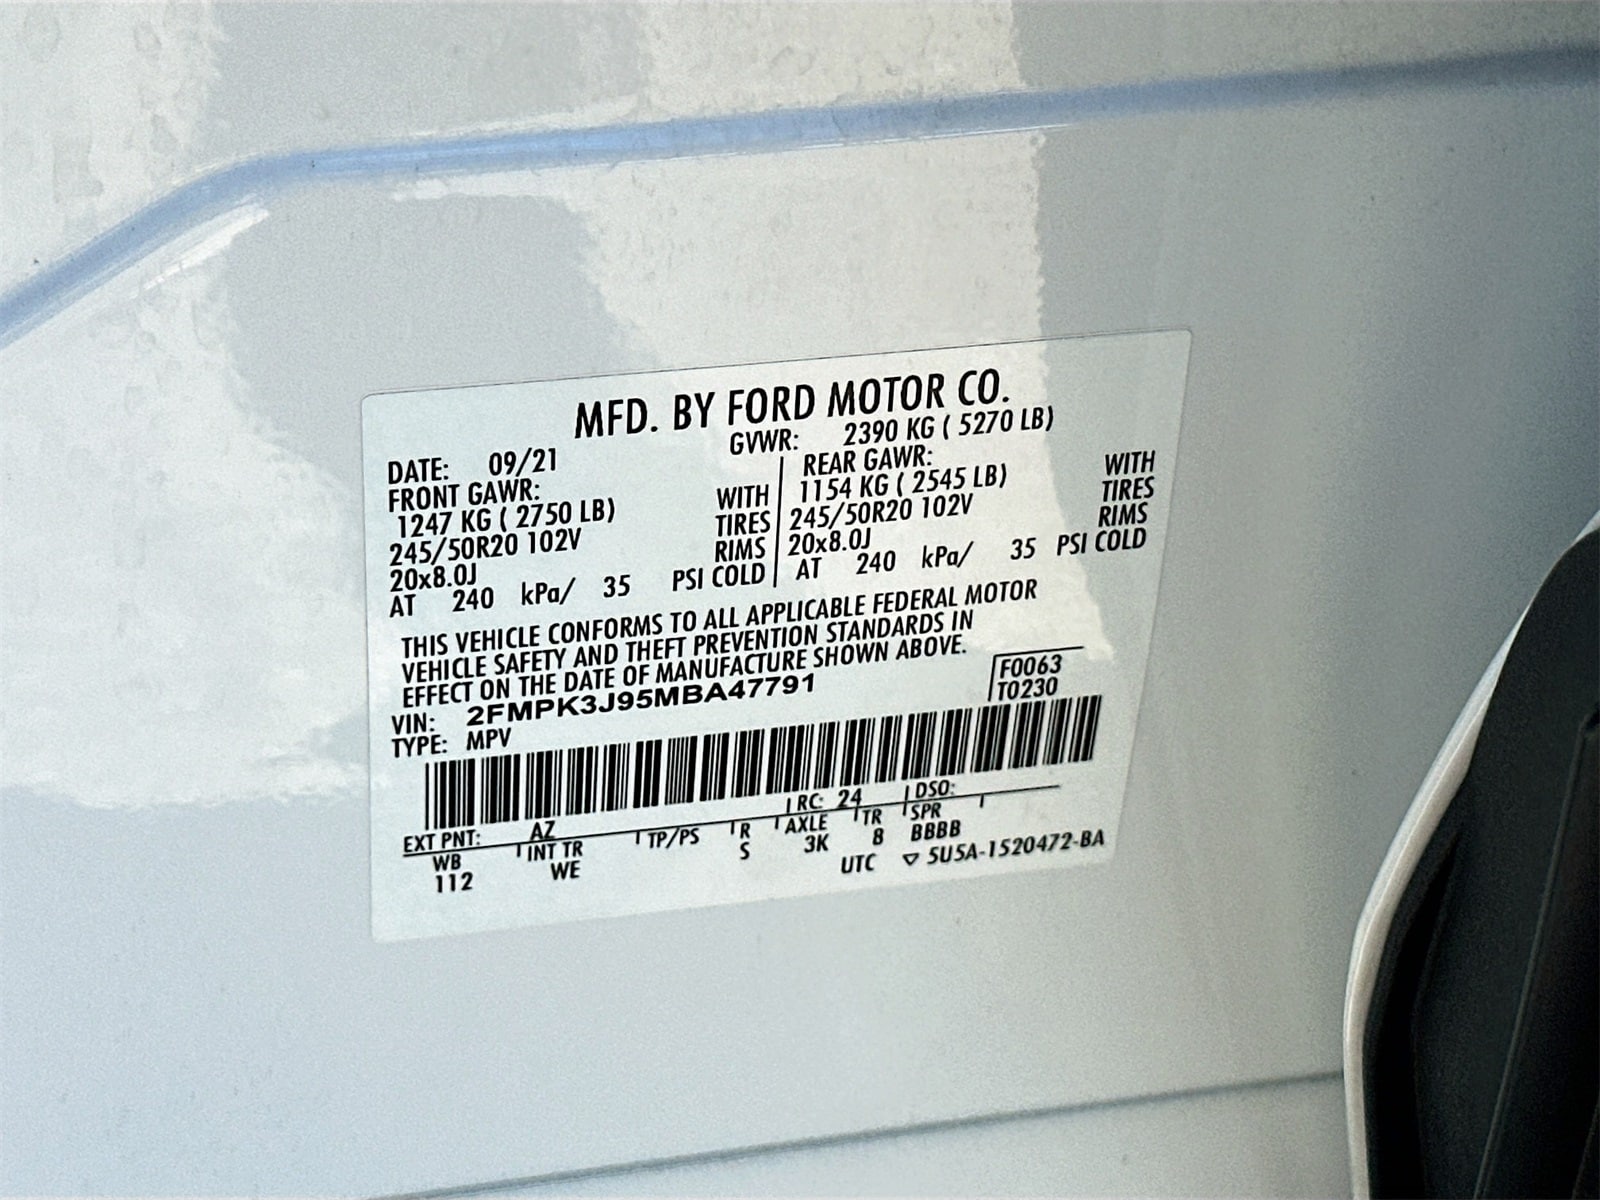 MFD. BY FORD MOTOR CO.
DATE: 09/21 GVWR: 2390 KG ( 5270 LB)
FRONT GAWR: REAR GAWR:
1247 KG ( 2750 LB) WITH 1154 KG ( 2545 LB) WITH
245/50R20 102V TIRES 245/50R20 102V TIRES
20x8.0J RIMS 20x8.0J RIMS
AT 240 kPa/ 35 PSI COLD AT 240 kPa/ 35 PSI COLD
THIS VEHICLE CONFORMS TO ALL APPLICABLE FEDERAL MOTOR
VEHICLE SAFETY AND THEFT PREVENTION STANDARDS IN
EFFECT ON THE DATE OF MANUFACTURE SHOWN ABOVE.
VIN: 2FMPK3J95MBA47791 F0063
TYPE: MPV T0230
EXT PNT: AZ RC: 24 DSO:
WB INT TR TP/PS R AXLE TR SPR
112 WE S 3K 8 BBBB
UTC ▽ 5U5A-1520472-BA